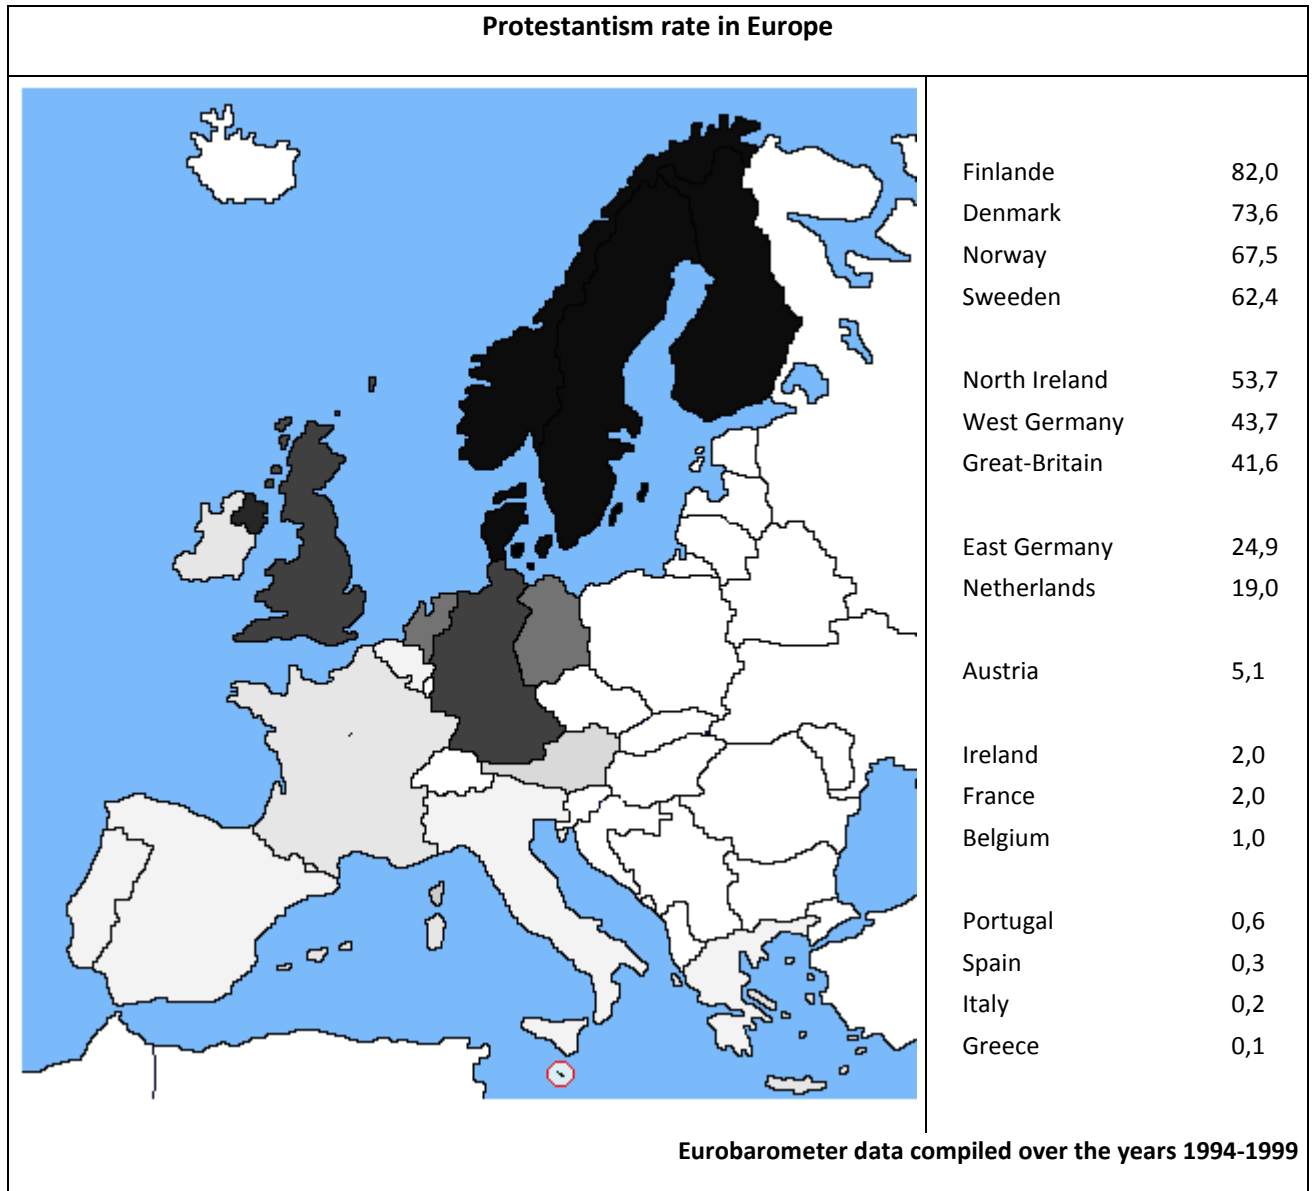 Protestantism rate in Europe
Finlande 82,0
Denmark 73,6
Norway 67,5
Sweeden 62,4
North Ireland 53,7
West Germany 43,7
Great-Britain 41,6
East Germany 24,9
Netherlands 19,0
Austria 5,1
Ireland 2,0
France 2,0
Belgium 1,0
Portugal 0,6
Spain 0,3
Italy 0,2
Greece 0,1
Eurobarometer data compiled over the years 1994-1999